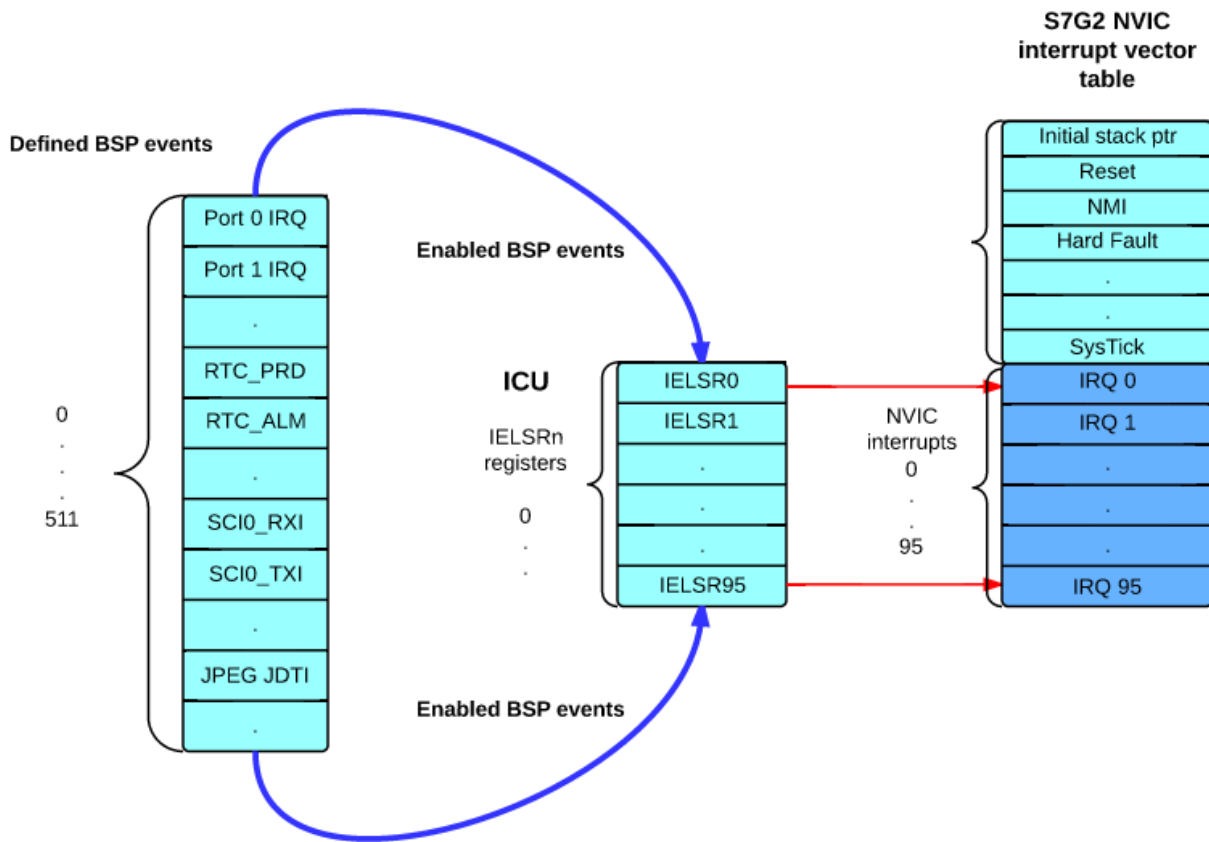 S7G2 NVIC
interrupt vector
table
Defined BSP events
Port 0 IRQ
Port 1 IRQ
.
RTC_PRD
RTC_ALM
.
SCI0_RXI
SCI0_TXI
.
JPEG JDTI
.
0
.
.
.
511
Enabled BSP events
Enabled BSP events
ICU
IELSRn
registers
0
.
.
IELSR0
IELSR1
.
.
.
IELSR95
NVIC
interrupts
0
.
.
95
Initial stack ptr
Reset
NMI
Hard Fault
.
.
SysTick
IRQ 0
IRQ 1
.
.
.
IRQ 95